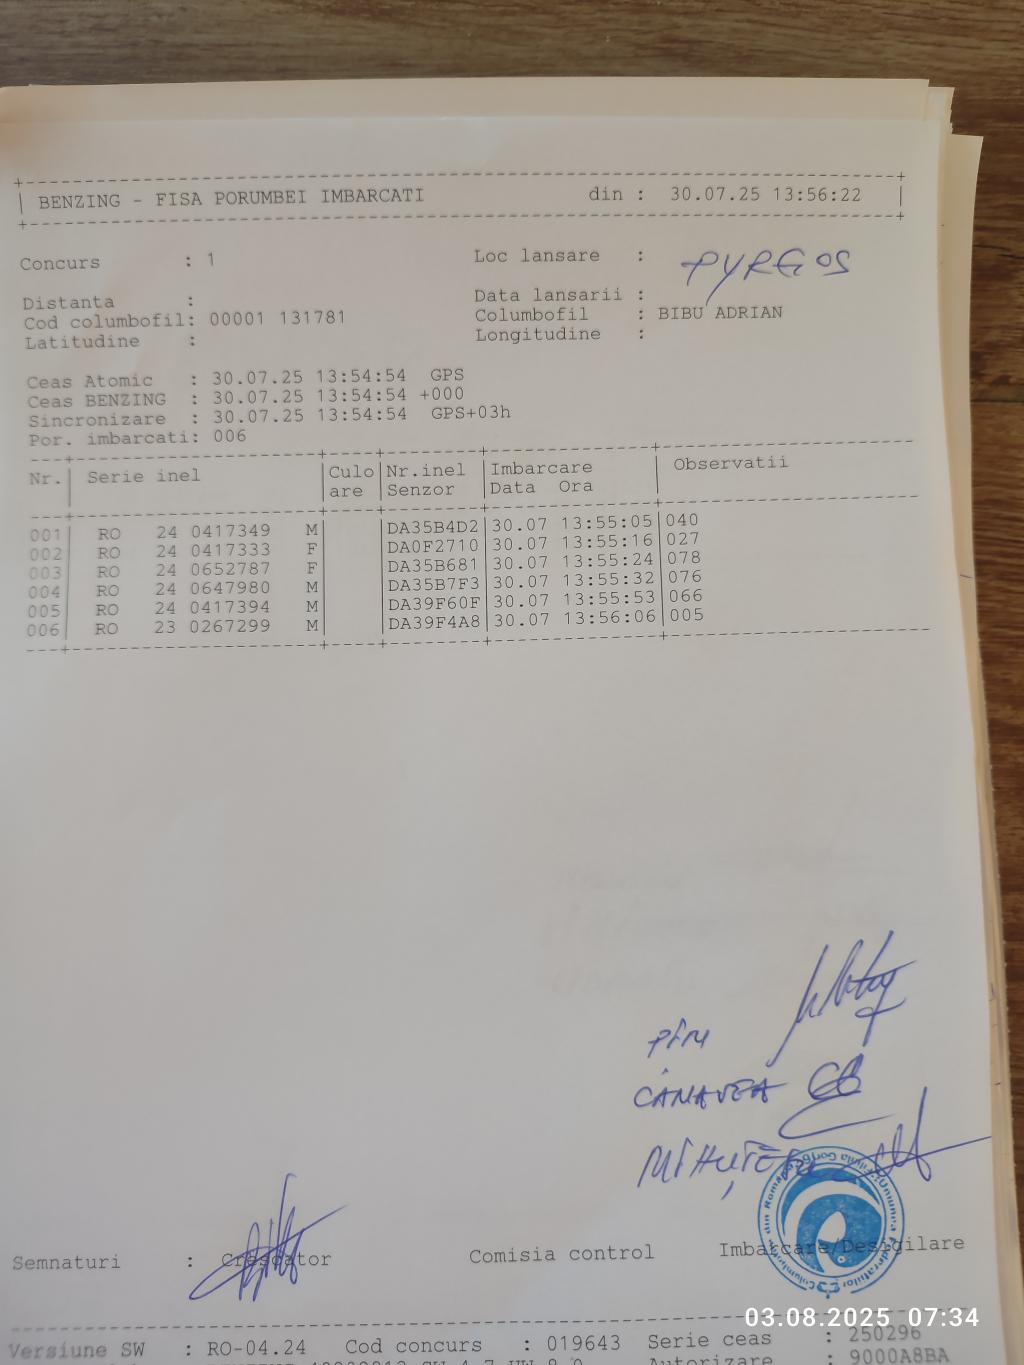 BENZING - FISA PORUMBEI IMBARCATI din : 30.07.25 13:56:22
Concurs : 1 Loc lansare : PYRGOS
Distanta : Data lansarii :
Cod columbofil: 00001 131781 Columbofil : BIBU ADRIAN
Latitudine : Longitudine :
Ceas Atomic : 30.07.25 13:54:54 GPS
Ceas BENZING : 30.07.25 13:54:54 +000
Sincronizare : 30.07.25 13:54:54 GPS+03h
Por. imbarcati: 006
Nr. Serie inel Culo Nr.inel Imbarcare Observatii
are Senzor Data Ora
001 RO 24 0417349 M DA35B4D2 30.07 13:55:05 040
002 RO 24 0417333 F DA0F2710 30.07 13:55:16 027
003 RO 24 0652787 F DA35B681 30.07 13:55:24 078
004 RO 24 0647980 M DA35B7F3 30.07 13:55:32 076
005 RO 24 0417394 M DA39F60F 30.07 13:55:53 066
006 RO 23 0267299 M DA39F4A8 30.07 13:56:06 005
CANAVEA
Semnaturi : Crescator Comisia control Imbarcare/Desigilare
03.08.2025 07:34
Versiune SW : RO-04.24 Cod concurs : 019643 Serie ceas : 250296
Autorizare : 9000A8BA